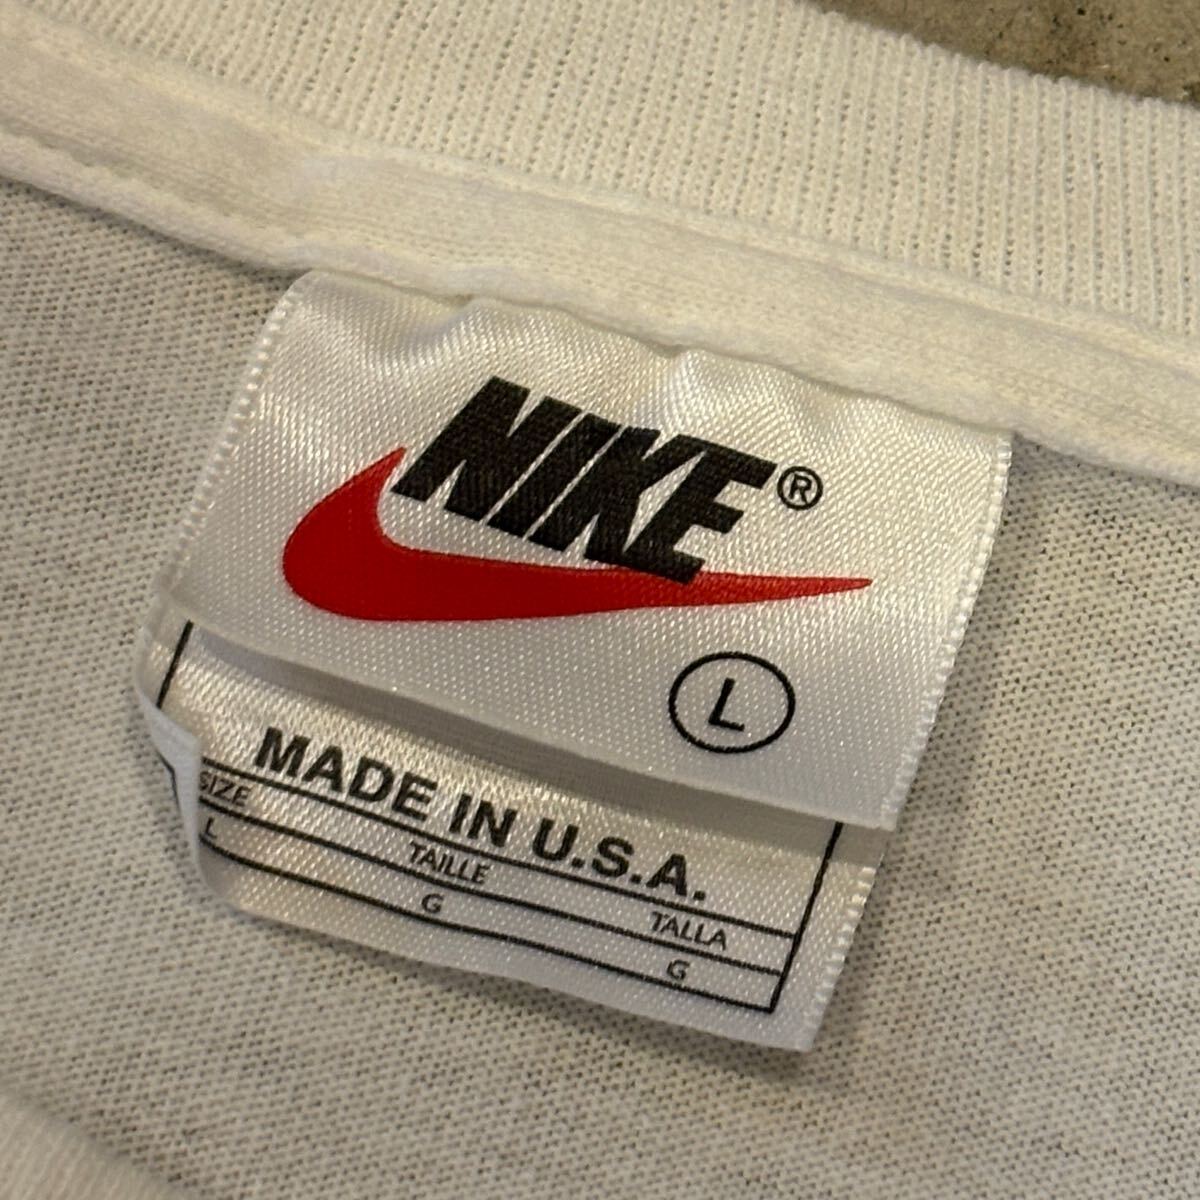 NIKE®
L
MADE IN U.S.A.
SIZE TAILLE TALLA
L G G